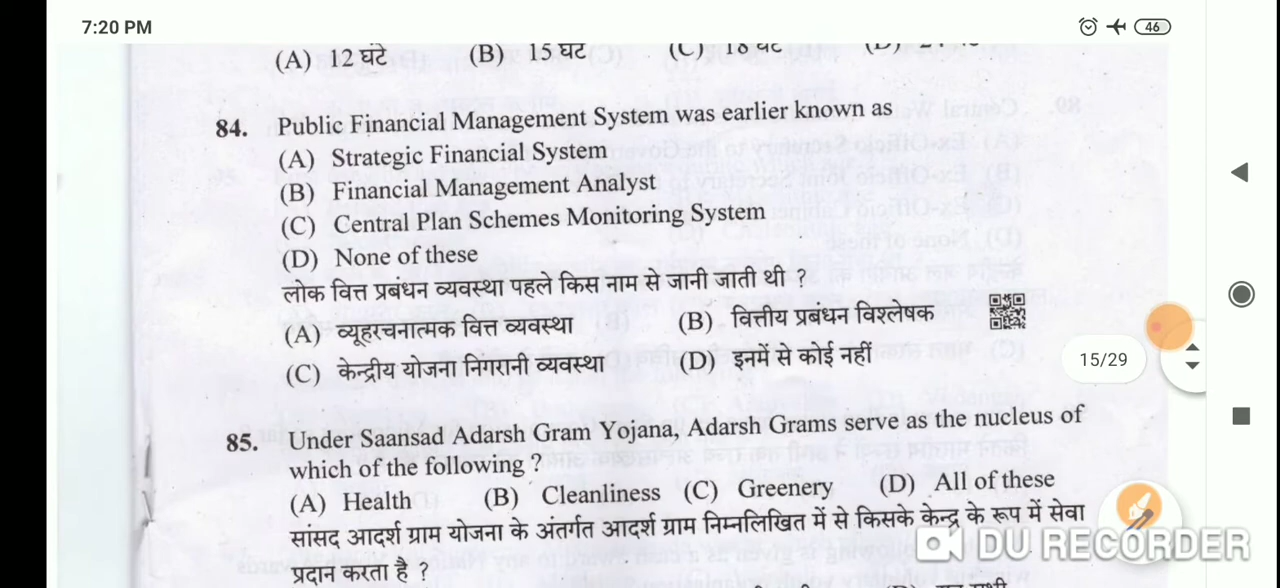 7:20 PM
46
(A) 12 घंटे (B) 15 घंटे (C) 18 घंटे (D)
84. Public Financial Management System was earlier known as
(A) Strategic Financial System
(B) Financial Management Analyst
(C) Central Plan Schemes Monitoring System
(D) None of these
लोक वित्त प्रबंधन व्यवस्था पहले किस नाम से जानी जाती थी ?
(A) व्यूहरचनात्मक वित्त व्यवस्था (B) वित्तीय प्रबंधन विश्लेषक
(C) केन्द्रीय योजना निगरानी व्यवस्था (D) इनमें से कोई नहीं
15/29
85. Under Saansad Adarsh Gram Yojana, Adarsh Grams serve as the nucleus of
which of the following ?
(A) Health (B) Cleanliness (C) Greenery (D) All of these
सांसद आदर्श ग्राम योजना के अंतर्गत आदर्श ग्राम निम्नलिखित में से किसके केन्द्र के रूप में सेवा
प्रदान करता है ?
DU RECORDER